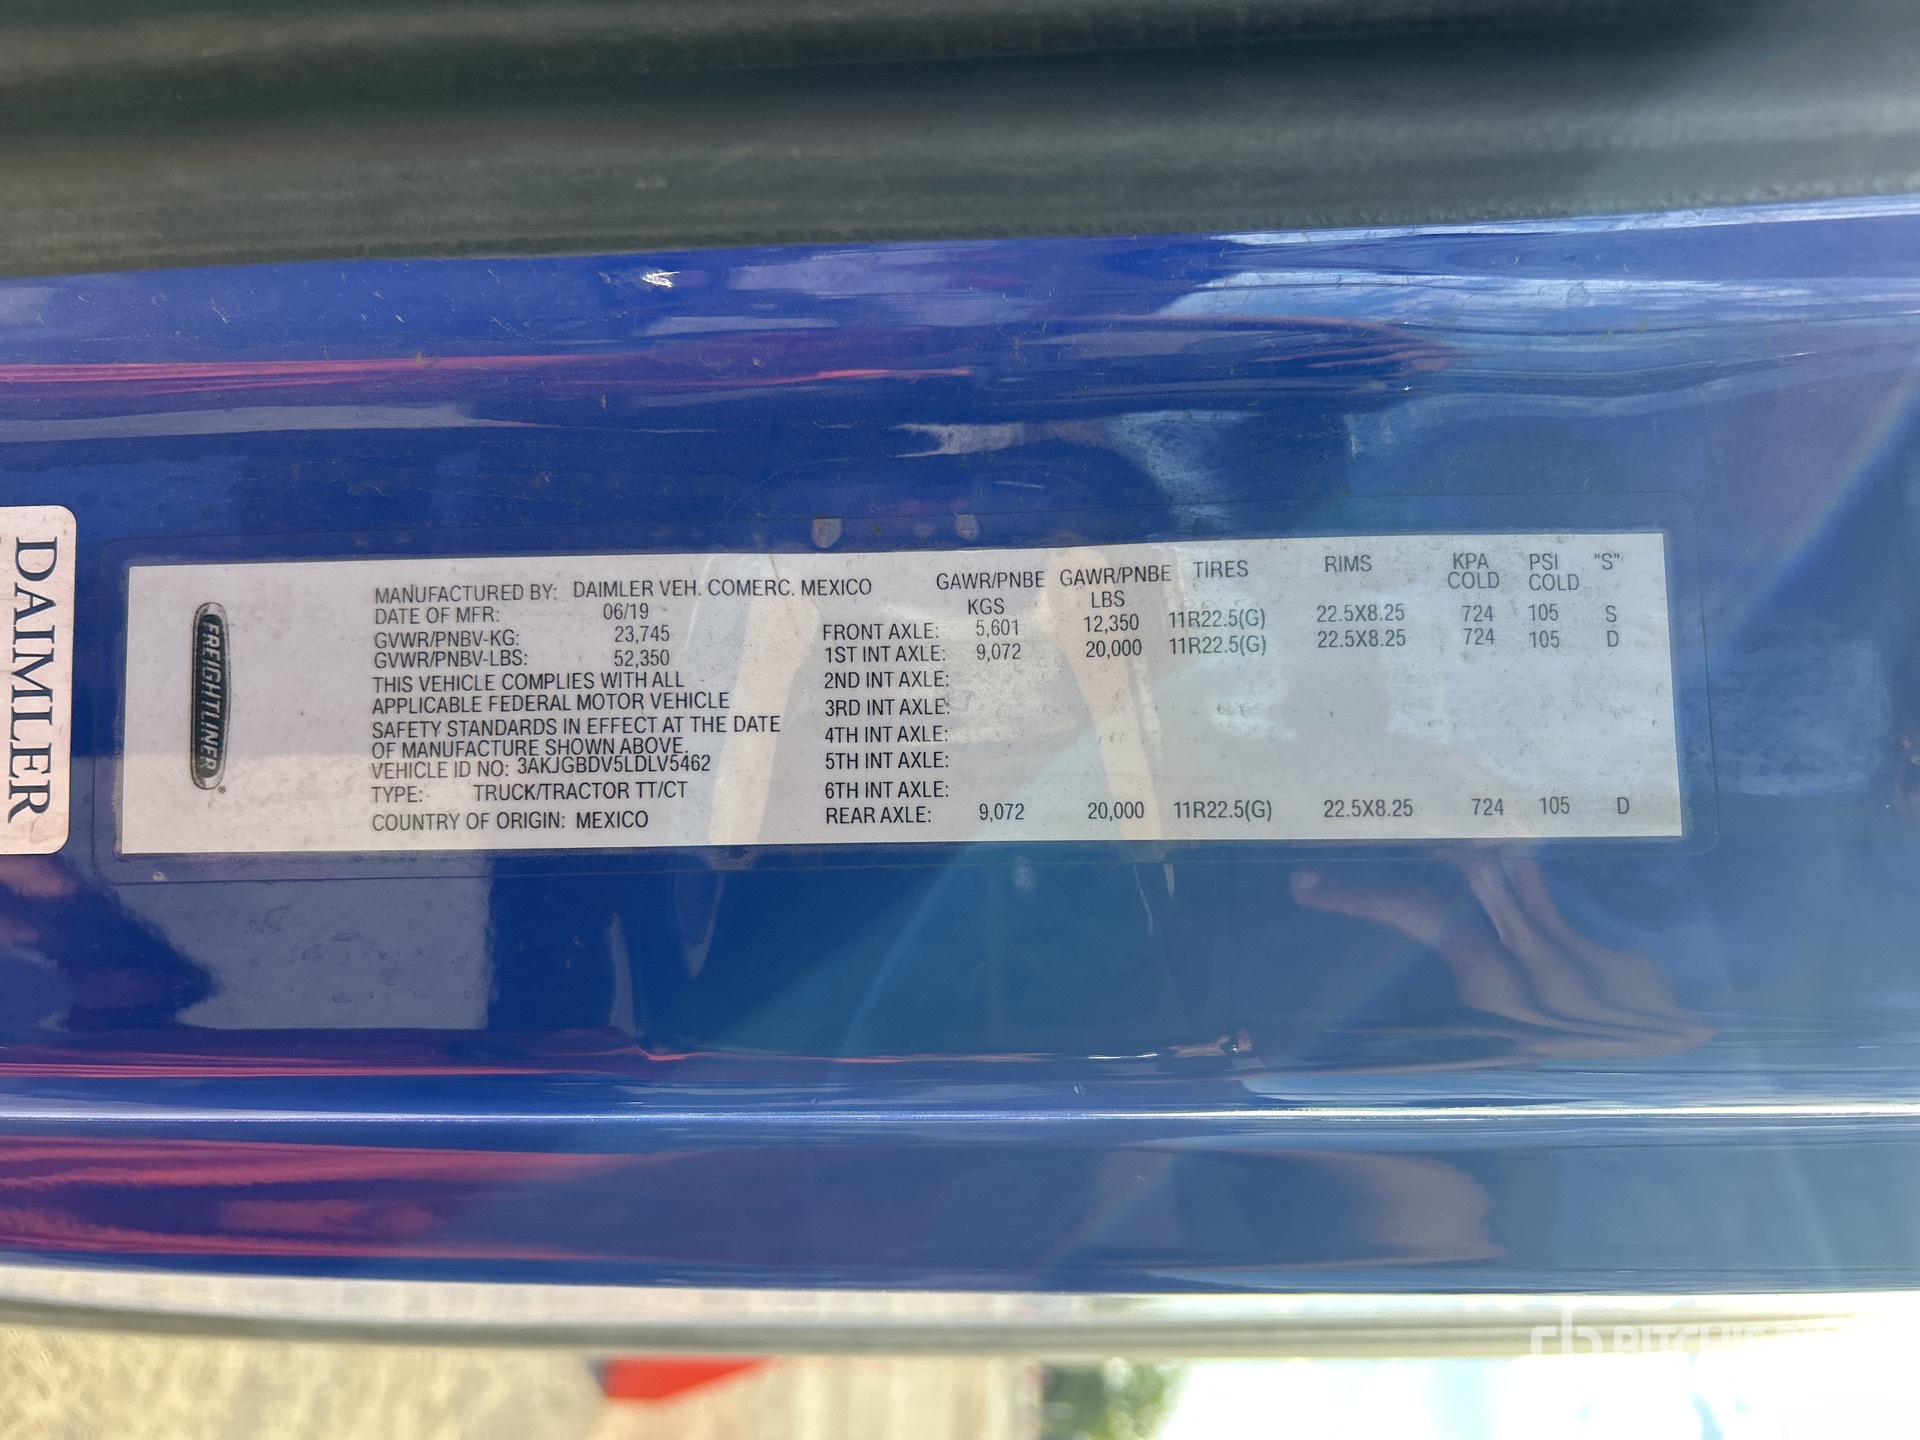 DAIMLER
FREIGHTLINER
MANUFACTURED BY: DAIMLER VEH. COMERC. MEXICO
DATE OF MFR: 06/19
GVWR/PNBV-KG: 23,745
GVWR/PNBV-LBS: 52,350
THIS VEHICLE COMPLIES WITH ALL
APPLICABLE FEDERAL MOTOR VEHICLE
SAFETY STANDARDS IN EFFECT AT THE DATE
OF MANUFACTURE SHOWN ABOVE.
VEHICLE ID NO: 3AKJGBDV5LDLV5462
TYPE: TRUCK/TRACTOR TT/CT
COUNTRY OF ORIGIN: MEXICO
GAWR/PNBE GAWR/PNBE TIRES RIMS KPA PSI "S"
KGS LBS COLD COLD
FRONT AXLE: 5,601 12,350 11R22.5(G) 22.5X8.25 724 105 S
1ST INT AXLE: 9,072 20,000 11R22.5(G) 22.5X8.25 724 105 D
2ND INT AXLE:
3RD INT AXLE:
4TH INT AXLE:
5TH INT AXLE:
6TH INT AXLE:
REAR AXLE: 9,072 20,000 11R22.5(G) 22.5X8.25 724 105 D